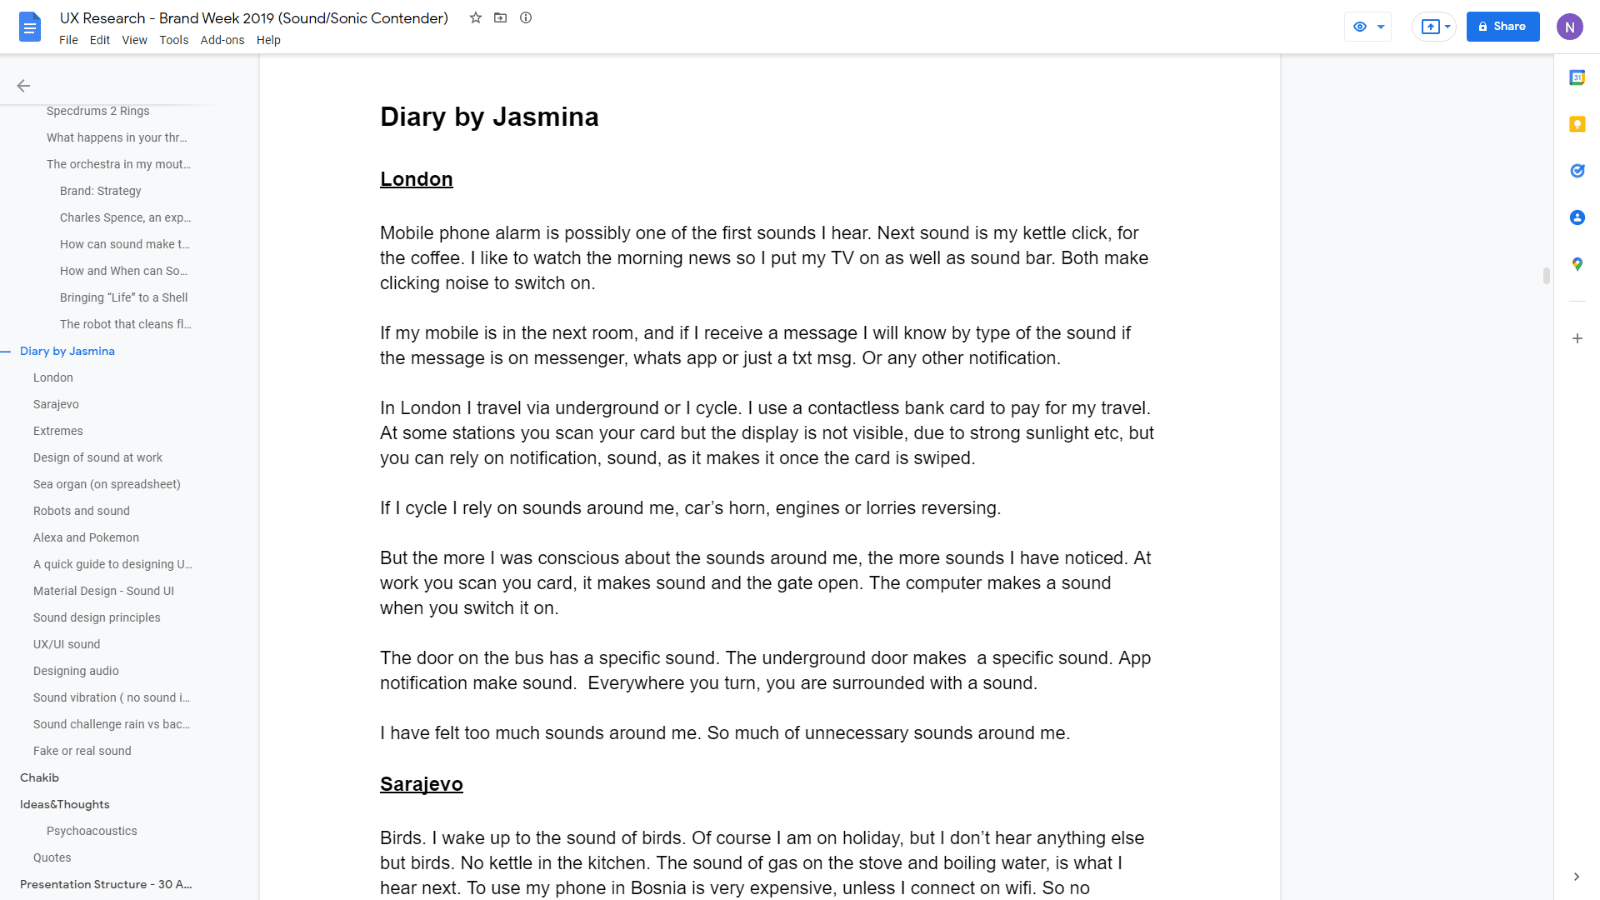 UX Research - Brand Week 2019 (Sound/Sonic Contender)
File Edit View Tools Add-ons Help
Share
N
31
Specdrums 2 Rings
What happens in your thr...
The orchestra in my mout...
Brand: Strategy
Charles Spence, an exp...
How can sound make t...
How and When can So...
Bringing “Life” to a Shell
The robot that cleans fl...
Diary by Jasmina
London
Sarajevo
Extremes
Design of sound at work
Sea organ (on spreadsheet)
Robots and sound
Alexa and Pokemon
A quick guide to designing U...
Material Design - Sound UI
Sound design principles
UX/UI sound
Designing audio
Sound vibration ( no sound i...
Sound challenge rain vs bac...
Fake or real sound
Chakib
Ideas&Thoughts
Psychoacoustics
Quotes
Presentation Structure - 30 A...
Diary by Jasmina
London
Mobile phone alarm is possibly one of the first sounds I hear. Next sound is my kettle click, for
the coffee. I like to watch the morning news so I put my TV on as well as sound bar. Both make
clicking noise to switch on.
If my mobile is in the next room, and if I receive a message I will know by type of the sound if
the message is on messenger, whats app or just a txt msg. Or any other notification.
In London I travel via underground or I cycle. I use a contactless bank card to pay for my travel.
At some stations you scan your card but the display is not visible, due to strong sunlight etc, but
you can rely on notification, sound, as it makes it once the card is swiped.
If I cycle I rely on sounds around me, car’s horn, engines or lorries reversing.
But the more I was conscious about the sounds around me, the more sounds I have noticed. At
work you scan you card, it makes sound and the gate open. The computer makes a sound
when you switch it on.
The door on the bus has a specific sound. The underground door makes  a specific sound. App
notification make sound.  Everywhere you turn, you are surrounded with a sound.
I have felt too much sounds around me. So much of unnecessary sounds around me.
Sarajevo
Birds. I wake up to the sound of birds. Of course I am on holiday, but I don’t hear anything else
but birds. No kettle in the kitchen. The sound of gas on the stove and boiling water, is what I
hear next. To use my phone in Bosnia is very expensive, unless I connect on wifi. So no